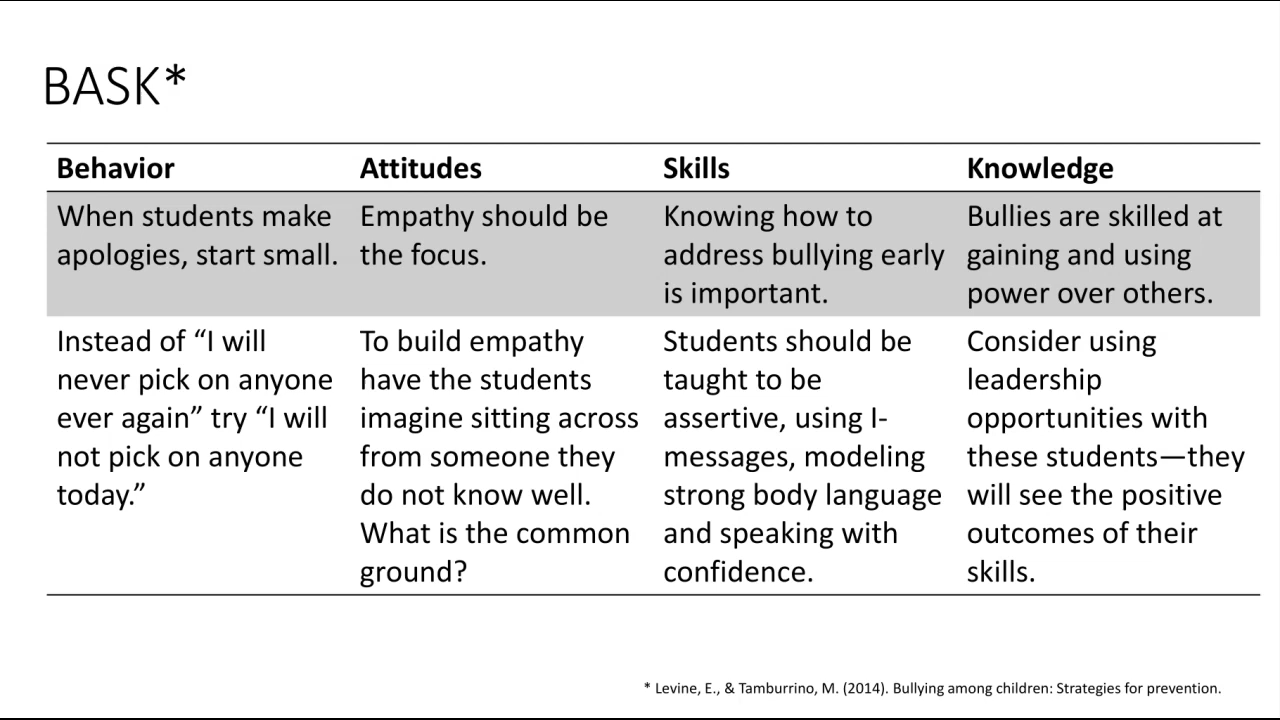 BASK*
Behavior
Attitudes
Skills
Knowledge
When students make
apologies, start small.
Empathy should be
the focus.
Knowing how to
address bullying early
is important.
Bullies are skilled at
gaining and using
power over others.
Instead of “I will
never pick on anyone
ever again” try “I will
not pick on anyone
today.”
To build empathy
have the students
imagine sitting across
from someone they
do not know well.
What is the common
ground?
Students should be
taught to be
assertive, using I-
messages, modeling
strong body language
and speaking with
confidence.
Consider using
leadership
opportunities with
these students—they
will see the positive
outcomes of their
skills.
* Levine, E., & Tamburrino, M. (2014). Bullying among children: Strategies for prevention.